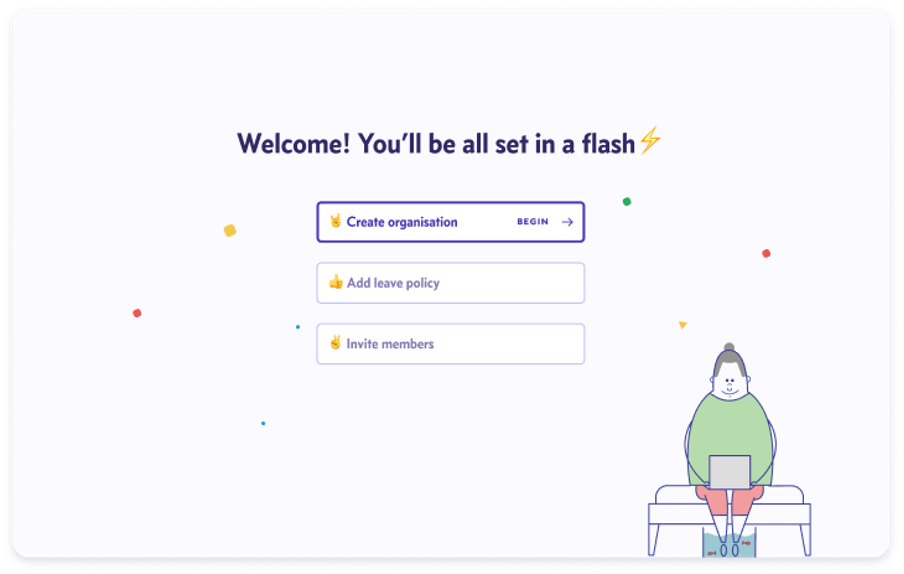 Welcome! You’ll be all set in a flash⚡
🤘 Create organisation BEGIN →
👍 Add leave policy
✌️ Invite members